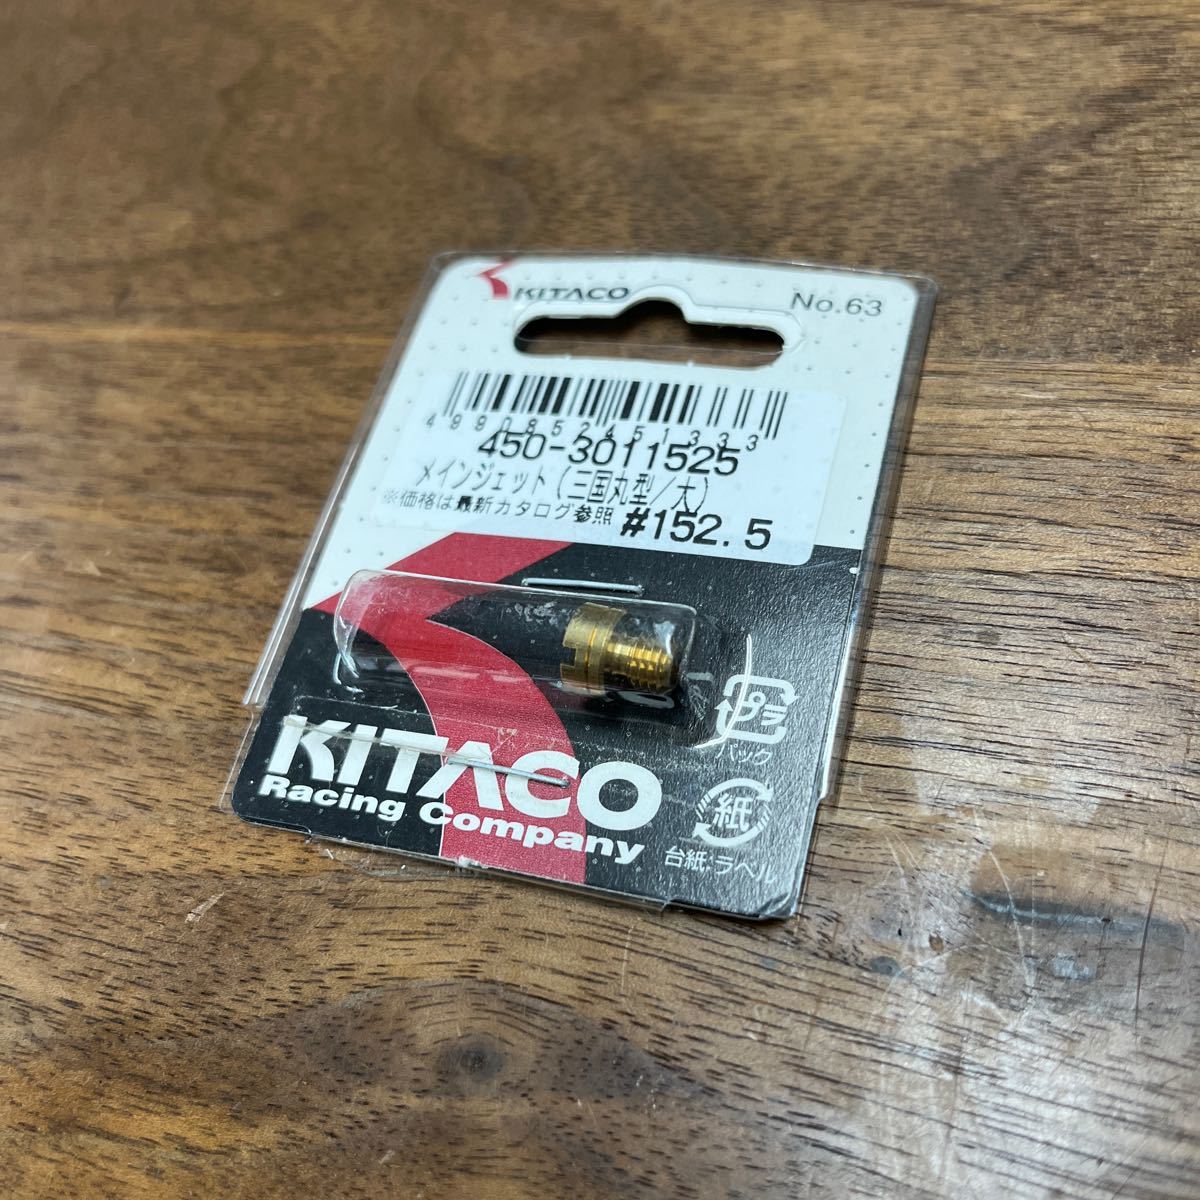 KITACO
No.63
4990852451333
450-3011525
メインジェット(三国丸型/大)
※価格は最新カタログ参照 #152.5
プラ
パック
KITACO
Racing Company
紙
台紙・ラベル